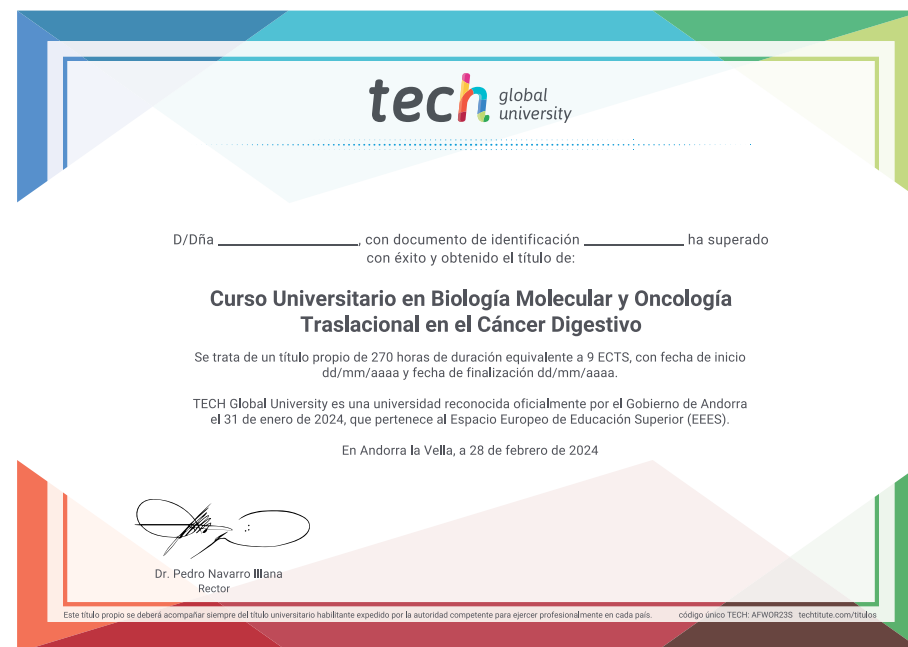 tech global
university
D/Dña ______________, con documento de identificación __________ ha superado
con éxito y obtenido el título de:
Curso Universitario en Biología Molecular y Oncología
Traslacional en el Cáncer Digestivo
Se trata de un título propio de 270 horas de duración equivalente a 9 ECTS, con fecha de inicio
dd/mm/aaaa y fecha de finalización dd/mm/aaaa.
TECH Global University es una universidad reconocida oficialmente por el Gobierno de Andorra
el 31 de enero de 2024, que pertenece al Espacio Europeo de Educación Superior (EEES).
En Andorra la Vella, a 28 de febrero de 2024
Dr. Pedro Navarro Illana
Rector
Este título propio se deberá acompañar siempre del título universitario habilitante expedido por la autoridad competente para ejercer profesionalmente en cada país. código único TECH: AFWOR23S techtitute.com/titulos